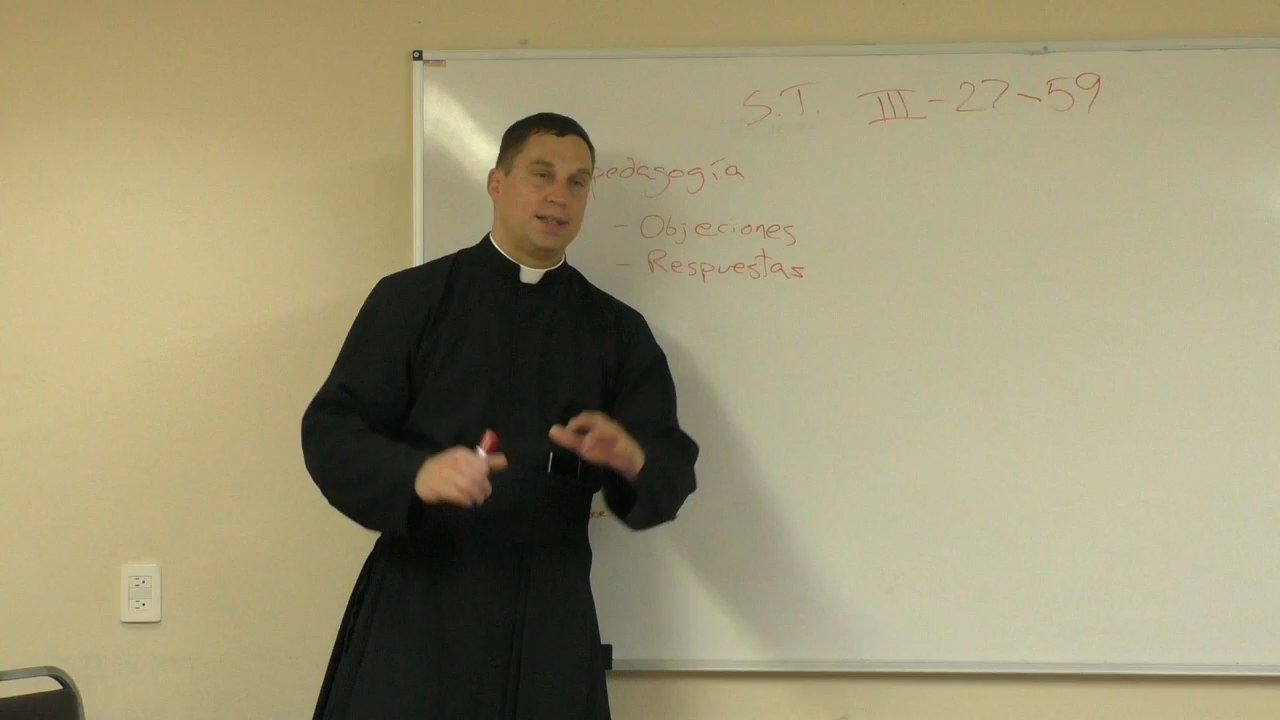 S.T. III-27-59
pedagogía
- Objeciones
- Respuestas